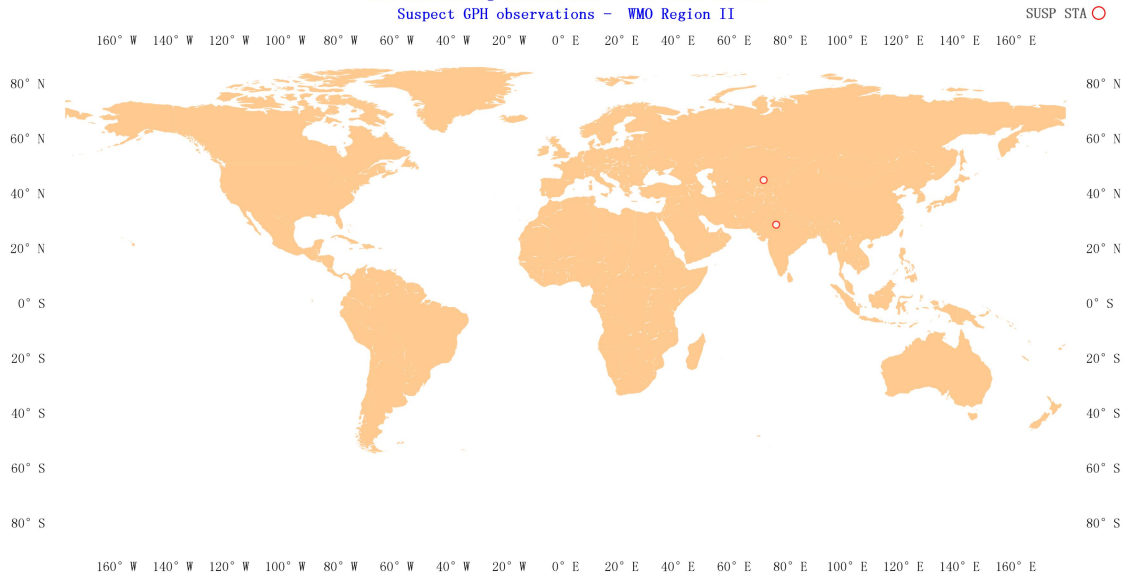 Suspect GPH observations - WMO Region II
SUSP STA
160° W 140° W 120° W 100° W 80° W 60° W 40° W 20° W 0° E 20° E 40° E 60° E 80° E 100° E 120° E 140° E 160° E
80° N 80° N
60° N 60° N
40° N 40° N
20° N 20° N
0° S 0° S
20° S 20° S
40° S 40° S
60° S 60° S
80° S 80° S
160° W 140° W 120° W 100° W 80° W 60° W 40° W 20° W 0° E 20° E 40° E 60° E 80° E 100° E 120° E 140° E 160° E